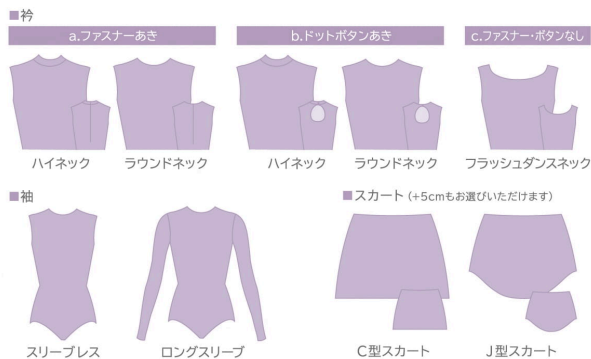 ■衿
a.ファスナーあき
b.ドットボタンあき
c.ファスナー・ボタンなし
ハイネック
ラウンドネック
ハイネック
ラウンドネック
フラッシュダンスネック
■袖
■スカート（+5cmもお選びいただけます）
スリーブレス
ロングスリーブ
C型スカート
J型スカート